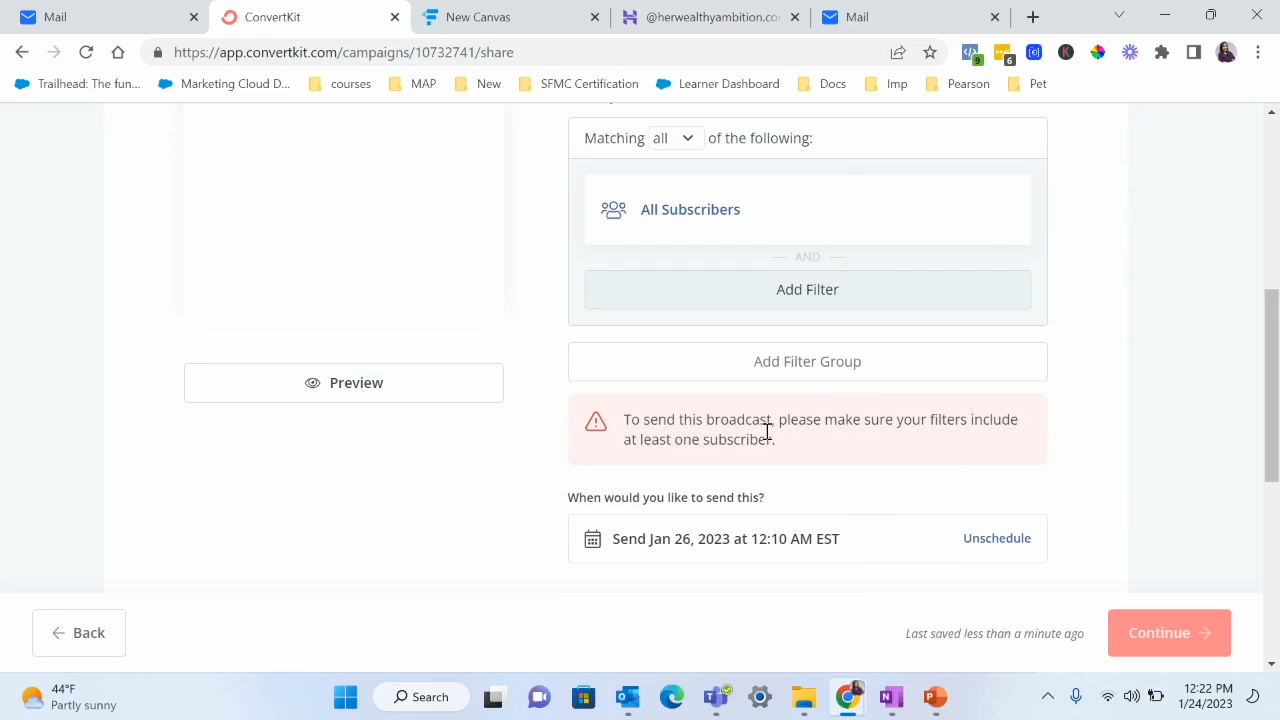 Mail
ConvertKit
New Canvas
@herwealthyambition.co
Mail
https://app.convertkit.com/campaigns/10732741/share
9
6
K
Trailhead: The fun...
Marketing Cloud D...
courses
MAP
New
SFMC Certification
Learner Dashboard
Docs
Imp
Pearson
Pet
Matching all of the following:
All Subscribers
AND
Add Filter
Add Filter Group
Preview
To send this broadcast, please make sure your filters include
at least one subscriber.
When would you like to send this?
Send Jan 26, 2023 at 12:10 AM EST
Unschedule
Back
Last saved less than a minute ago
Continue
44°F
Partly sunny
Search
12:22 PM
1/24/2023